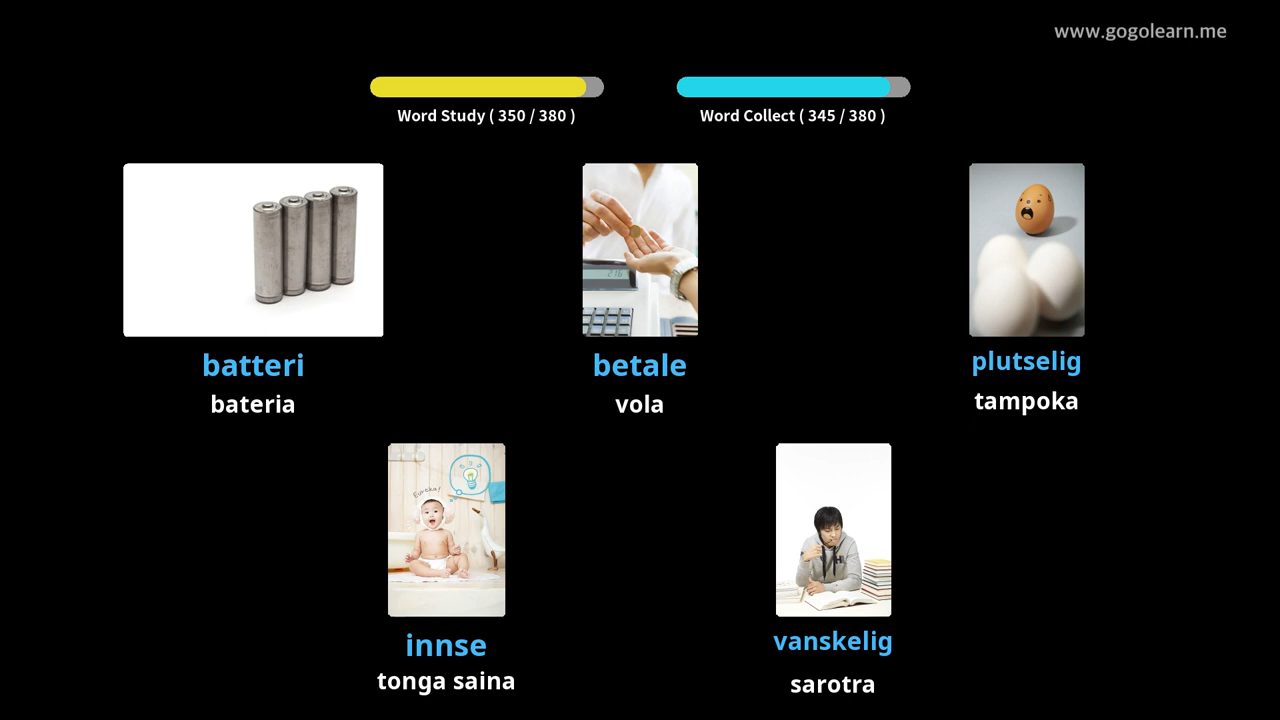 www.gogolearn.me
Word Study ( 350 / 380 )
Word Collect ( 345 / 380 )
batteri
bateria
betale
vola
plutselig
tampoka
Eureka!
innse
tonga saina
vanskelig
sarotra